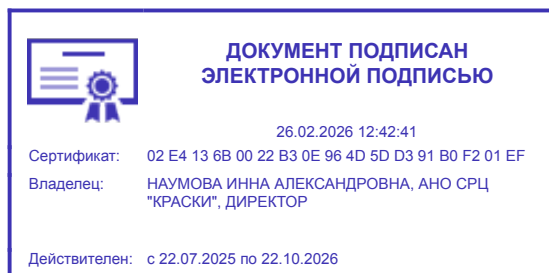 ДОКУМЕНТ ПОДПИСАН
ЭЛЕКТРОННОЙ ПОДПИСЬЮ
26.02.2026 12:42:41
Сертификат: 02 E4 13 6B 00 22 B3 0E 96 4D 5D D3 91 B0 F2 01 EF
Владелец: НАУМОВА ИННА АЛЕКСАНДРОВНА, АНО СРЦ
"КРАСКИ", ДИРЕКТОР
Действителен: с 22.07.2025 по 22.10.2026